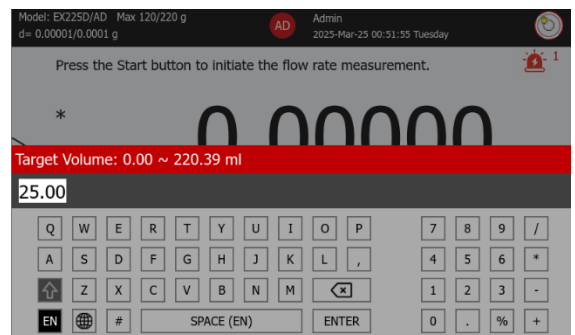 Model: EX225D/AD Max 120/220 g
d= 0.00001/0.0001 g
AD
Admin
2025-Mar-25 00:51:55 Tuesday
Press the Start button to initiate the flow rate measurement.
1
*
0.00000
Target Volume: 0.00 ~ 220.39 ml
25.00
Q W E R T Y U I O P 7 8 9 /
A S D F G H J K L , 4 5 6 *
Z X C V B N M 1 2 3 -
EN # SPACE (EN) ENTER 0 . % +